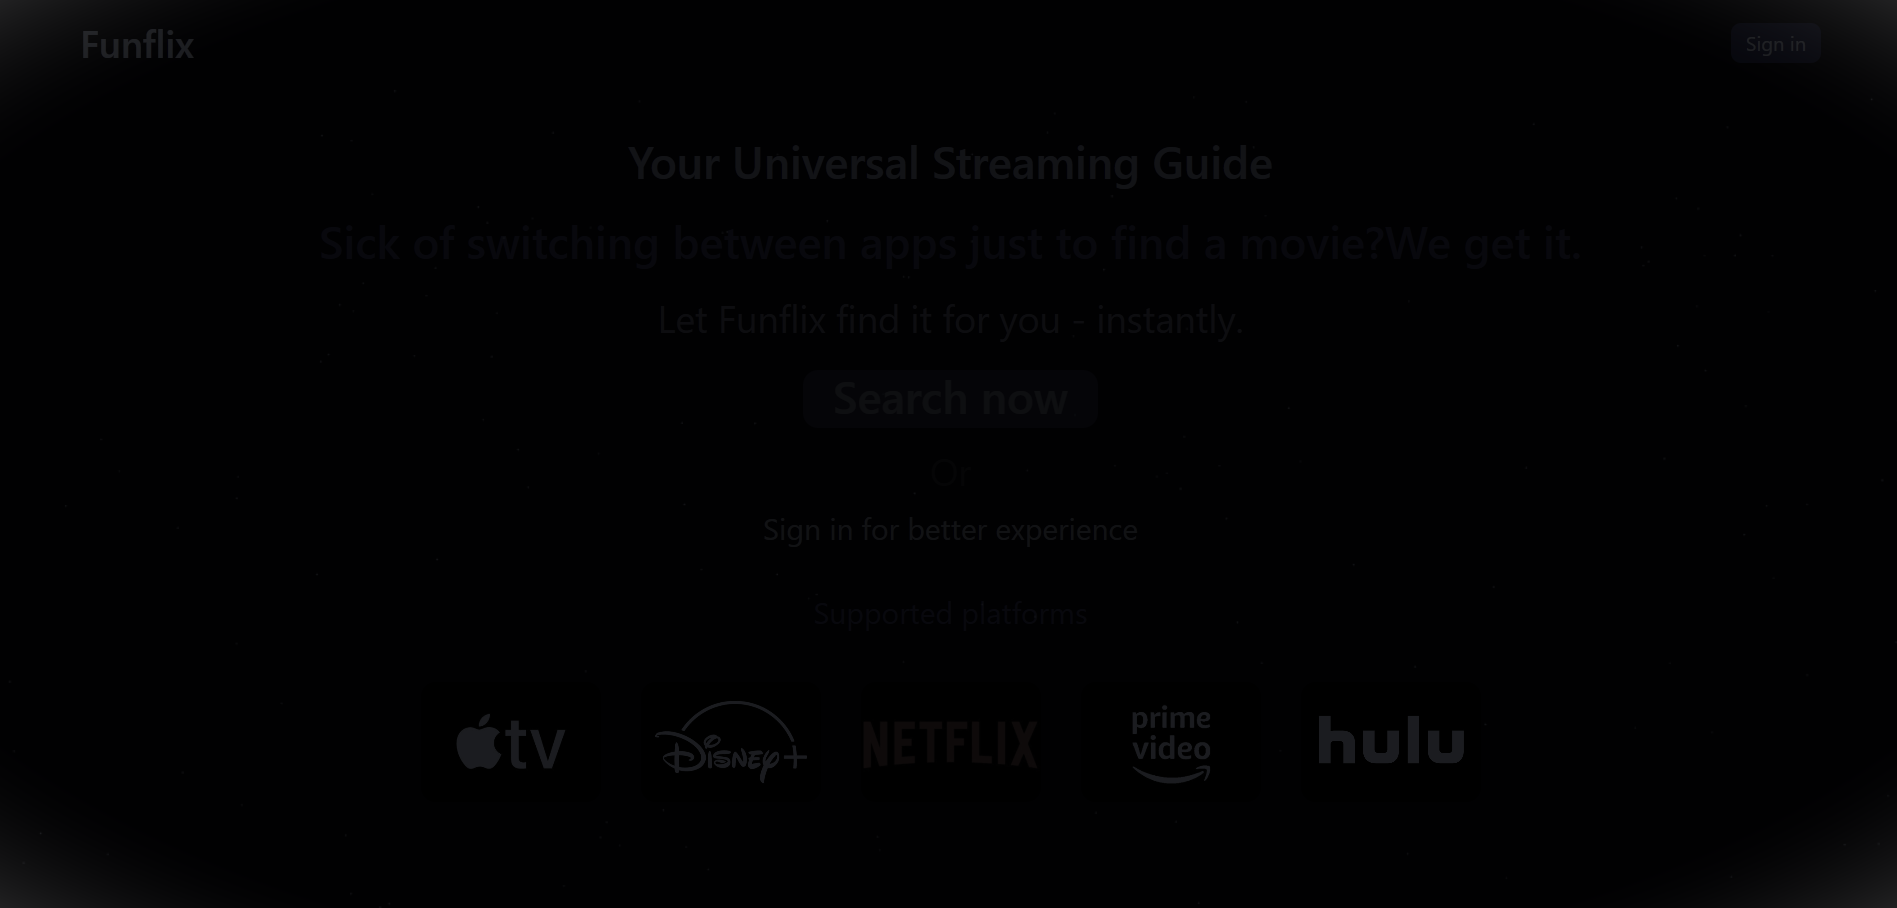 Funflix
Sign in
Your Universal Streaming Guide
Sick of switching between apps just to find a movie?We get it.
Let Funflix find it for you - instantly.
Search now
Or
Sign in for better experience
Supported platforms
tv
Disney+
NETFLIX
prime video
hulu